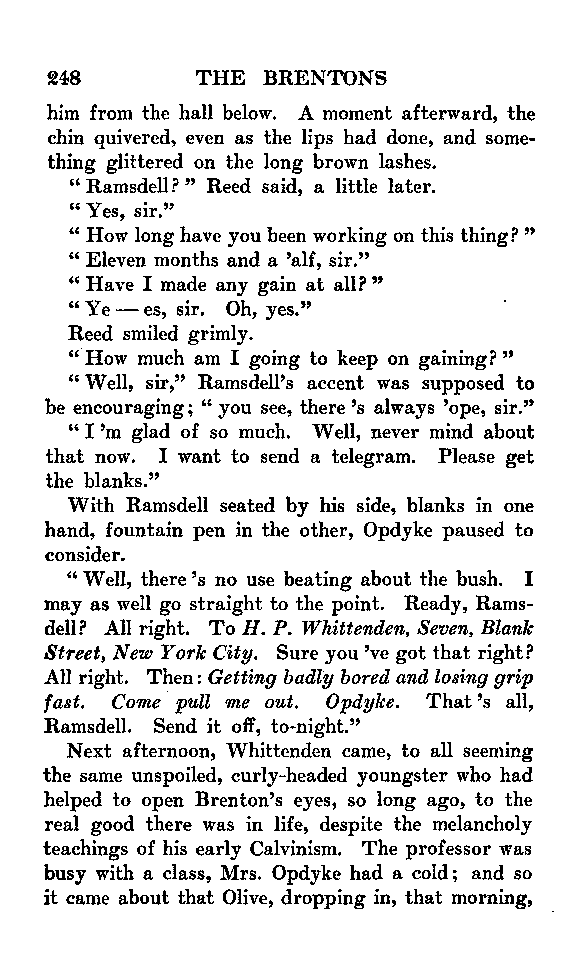 248 THE BRENTONS
him from the hall below. A moment afterward, the
chin quivered, even as the lips had done, and some-
thing glittered on the long brown lashes.
" Ramsdell? " Reed said, a little later.
" Yes, sir."
" How long have you been working on this thing? "
" Eleven months and a 'alf, sir."
" Have I made any gain at all? "
" Ye — es, sir. Oh, yes."
Reed smiled grimly.
" How much am I going to keep on gaining? "
" Well, sir," Ramsdell's accent was supposed to
be encouraging; " you see, there 's always 'ope, sir."
" I 'm glad of so much. Well, never mind about
that now. I want to send a telegram. Please get
the blanks."
With Ramsdell seated by his side, blanks in one
hand, fountain pen in the other, Opdyke paused to
consider.
" Well, there 's no use beating about the bush. I
may as well go straight to the point. Ready, Rams-
dell? All right. To H. P. Whittenden, Seven, Blank
Street, New York City. Sure you 've got that right?
All right. Then: Getting badly bored and losing grip
fast. Come pull me out. Opdyke. That 's all,
Ramsdell. Send it off, to-night."
Next afternoon, Whittenden came, to all seeming
the same unspoiled, curly-headed youngster who had
helped to open Brenton's eyes, so long ago, to the
real good there was in life, despite the melancholy
teachings of his early Calvinism. The professor was
busy with a class, Mrs. Opdyke had a cold; and so
it came about that Olive, dropping in, that morning,